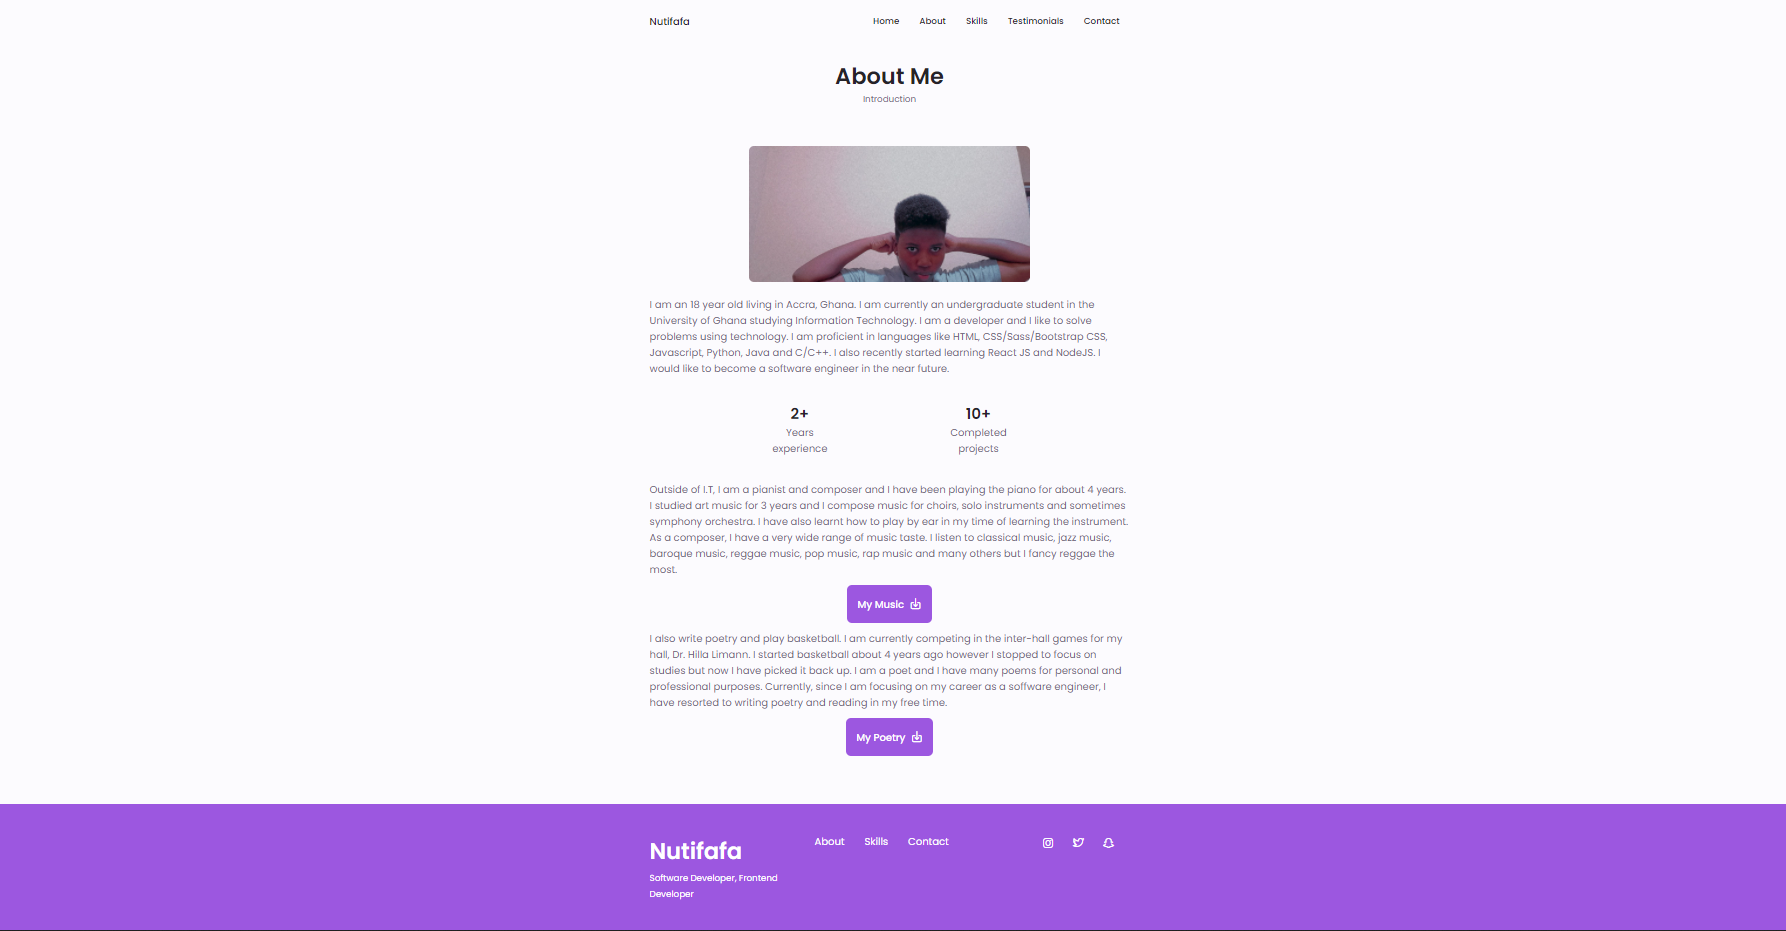 Nutifafa
Home About Skills Testimonials Contact
About Me
Introduction
I am an 18 year old living in Accra, Ghana. I am currently an undergraduate student in the
University of Ghana studying Information Technology. I am a developer and I like to solve
problems using technology. I am proficient in languages like HTML, CSS/Sass/Bootstrap CSS,
Javascript, Python, Java and C/C++. I also recently started learning React JS and NodeJS. I
would like to become a software engineer in the near future.
2+
Years
experience
10+
Completed
projects
Outside of I.T, I am a pianist and composer and I have been playing the piano for about 4 years.
I studied art music for 3 years and I compose music for choirs, solo instruments and sometimes
symphony orchestra. I have also learnt how to play by ear in my time of learning the instrument.
As a composer, I have a very wide range of music taste. I listen to classical music, jazz music,
baroque music, reggae music, pop music, rap music and many others but I fancy reggae the
most.
My Music
I also write poetry and play basketball. I am currently competing in the inter-hall games for my
hall, Dr. Hilla Limann. I started basketball about 4 years ago however I stopped to focus on
studies but now I have picked it back up. I am a poet and I have many poems for personal and
professional purposes. Currently, since I am focusing on my career as a software engineer, I
have resorted to writing poetry and reading in my free time.
My Poetry
Nutifafa
Software Developer, Frontend
Developer
About Skills Contact